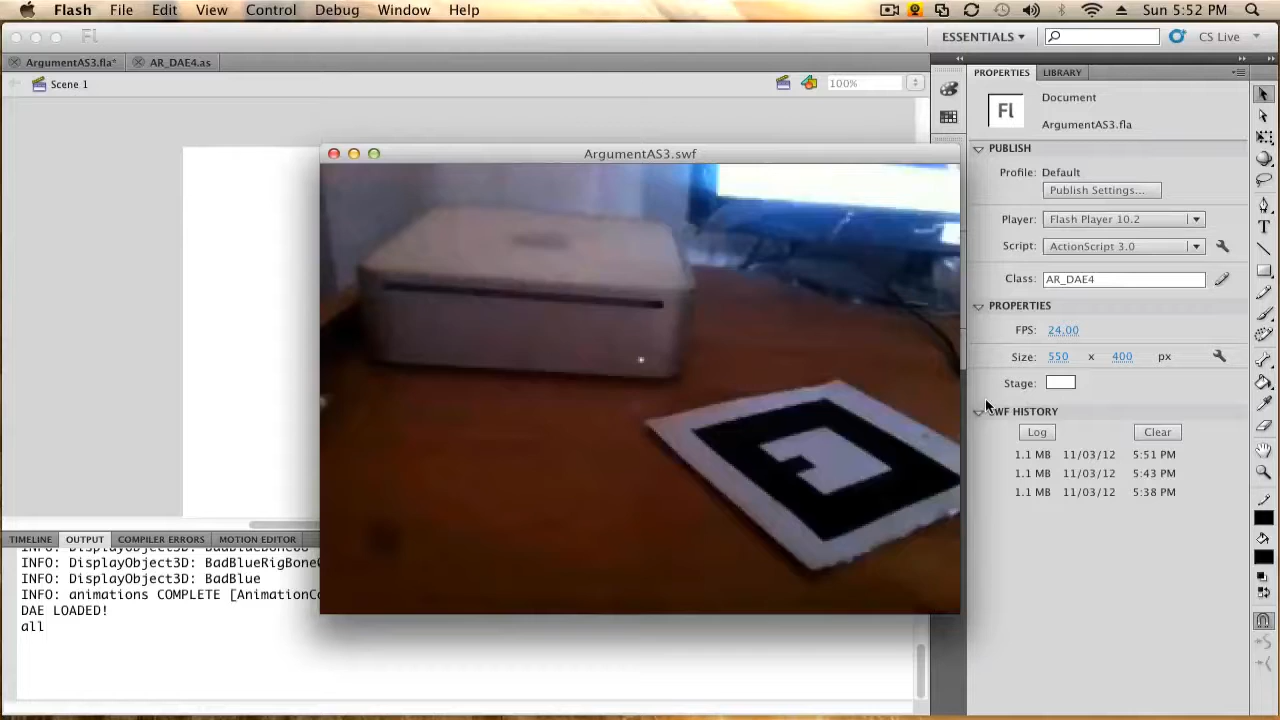 Flash File Edit View Control Debug Window Help Sun 5:52 PM
Fl ESSENTIALS CS Live
ArgumentAS3.fla* AR_DAE4.as
Scene 1 100%
PROPERTIES LIBRARY
Fl
Document
ArgumentAS3.fla
PUBLISH
Profile: Default
Publish Settings...
Player: Flash Player 10.2
Script: ActionScript 3.0
Class: AR_DAE4
PROPERTIES
FPS: 24.00
Size: 550 x 400 px
Stage:
SWF HISTORY
Log Clear
1.1 MB 11/03/12 5:51 PM
1.1 MB 11/03/12 5:43 PM
1.1 MB 11/03/12 5:38 PM
ArgumentAS3.swf
TIMELINE OUTPUT COMPILER ERRORS MOTION EDITOR
INFO: DisplayObject3D:
INFO: DisplayObject3D: BadBlueRigBone
INFO: DisplayObject3D: BadBlue
INFO: animations COMPLETE [AnimationCo
DAE LOADED!
all